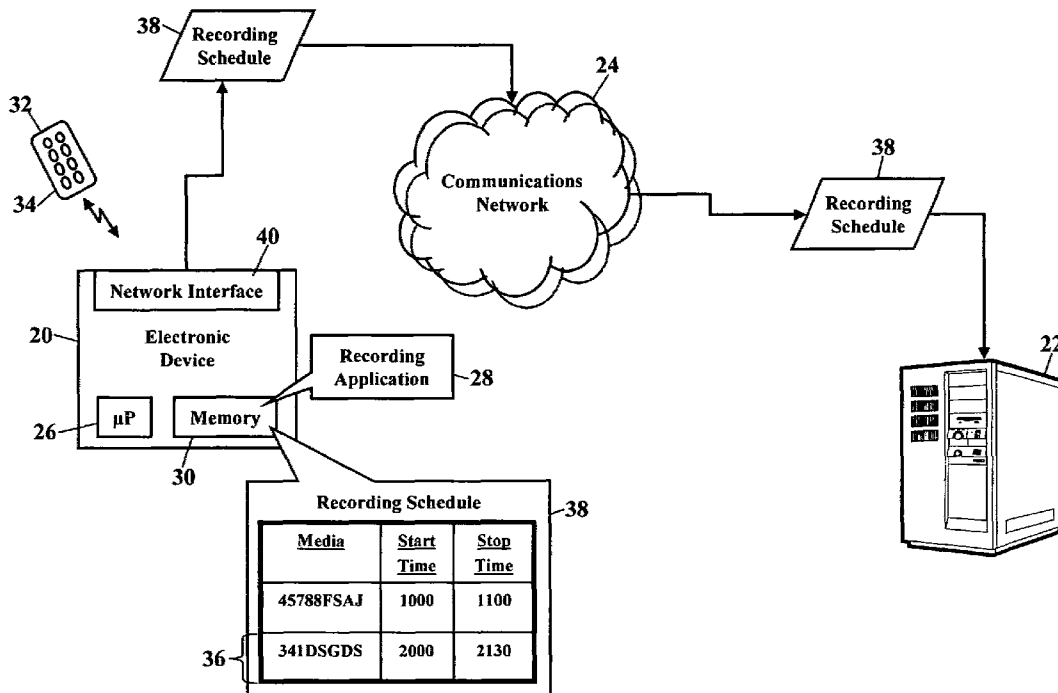 38
Recording
Schedule
24
32
34
Communications
Network
38
Recording
Schedule
40
Network Interface
20
Electronic
Device
Recording
Application
28
22
26
µP
Memory
30
Recording Schedule
38
Media
Start
Time
Stop
Time
45788FSAJ
1000
1100
36
341DSGDS
2000
2130